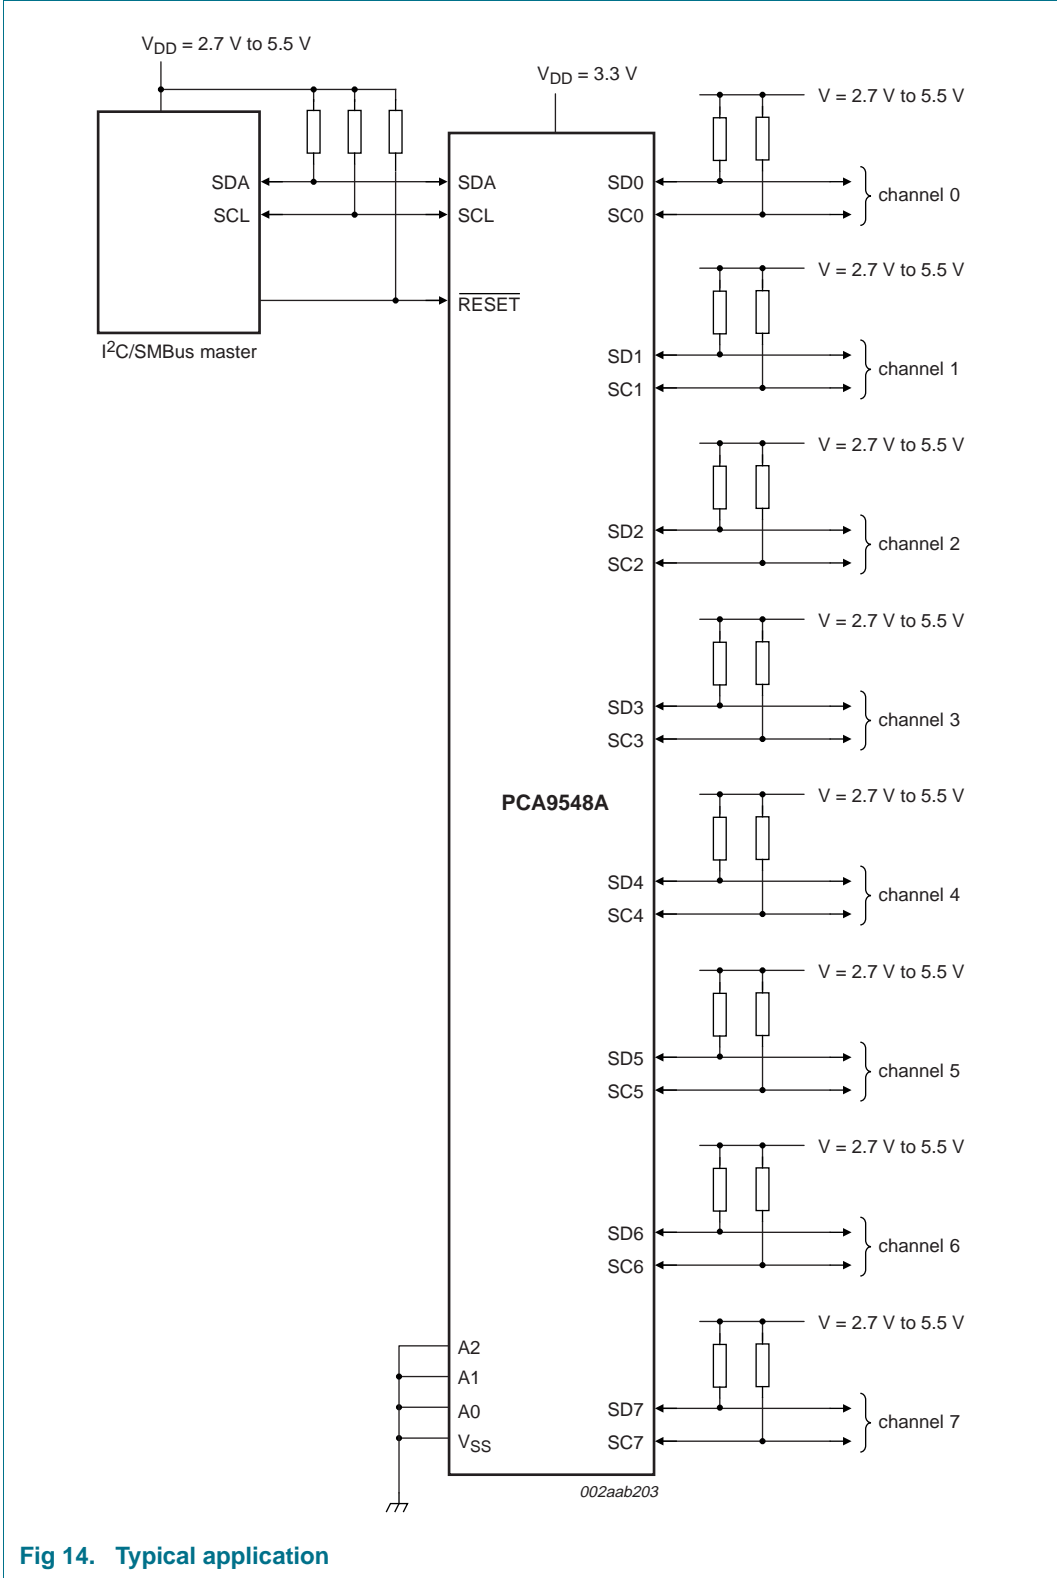 VDD = 2.7 V to 5.5 V
VDD = 3.3 V
V = 2.7 V to 5.5 V
SDA
SDA
SD0
channel 0
SCL
SCL
SC0
V = 2.7 V to 5.5 V
RESET
I2C/SMBus master
SD1
channel 1
SC1
V = 2.7 V to 5.5 V
SD2
channel 2
SC2
V = 2.7 V to 5.5 V
SD3
channel 3
SC3
PCA9548A
V = 2.7 V to 5.5 V
SD4
channel 4
SC4
V = 2.7 V to 5.5 V
SD5
channel 5
SC5
V = 2.7 V to 5.5 V
SD6
channel 6
SC6
V = 2.7 V to 5.5 V
A2
A1
A0
SD7
channel 7
VSS
SC7
002aab203
Fig 14. Typical application